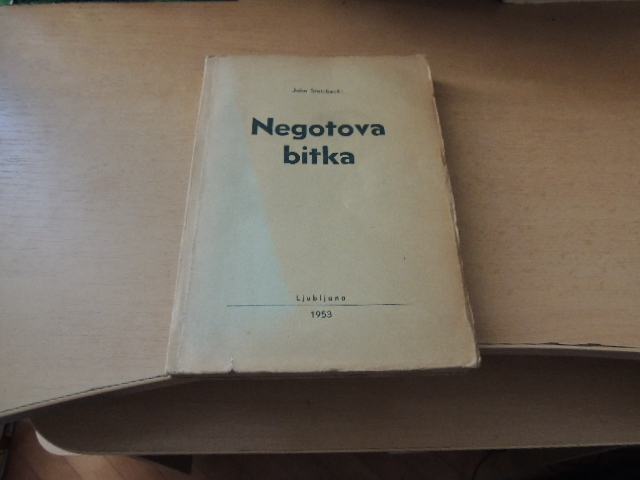 John Steinbeck:
Negotova
bitka
Ljubljana
1953